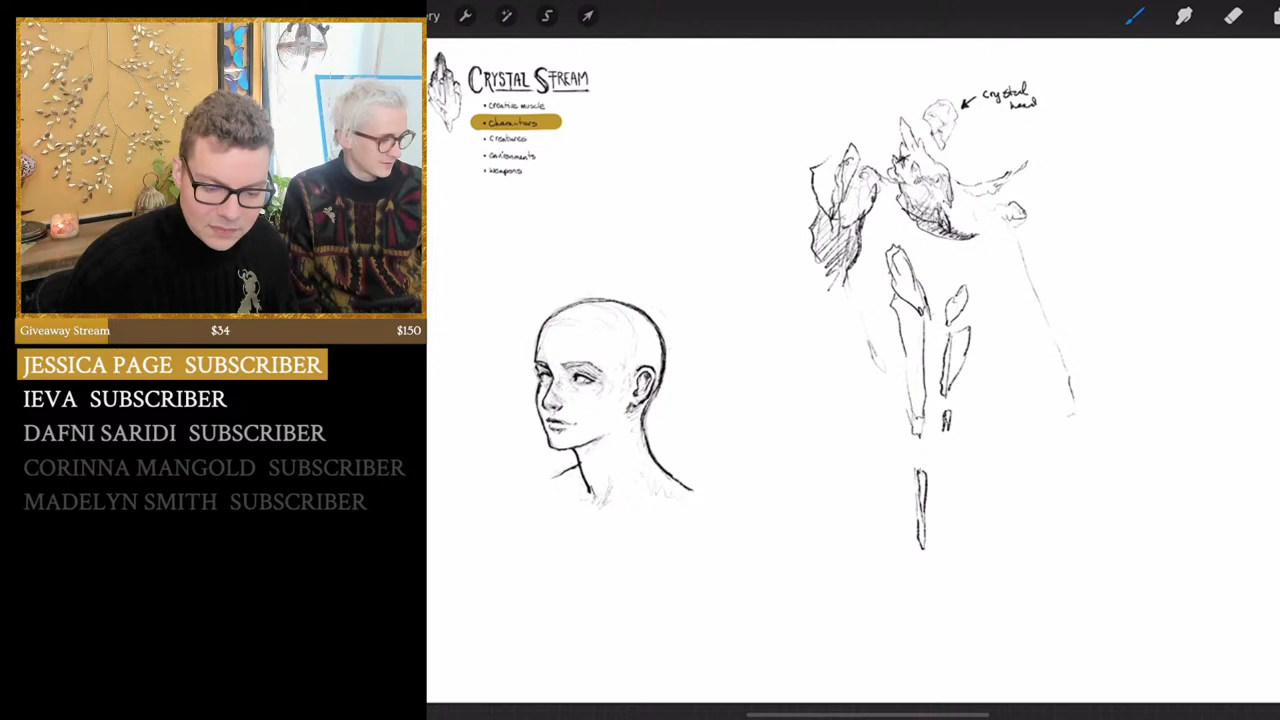 ry
CRYSTAL STREAM
• creative muscle
• characters
• creatures
• environments
• weapons
crystal
head
Giveaway Stream $34 $150
JESSICA PAGE SUBSCRIBER
IEVA SUBSCRIBER
DAFNI SARIDI SUBSCRIBER
CORINNA MANGOLD SUBSCRIBER
MADELYN SMITH SUBSCRIBER